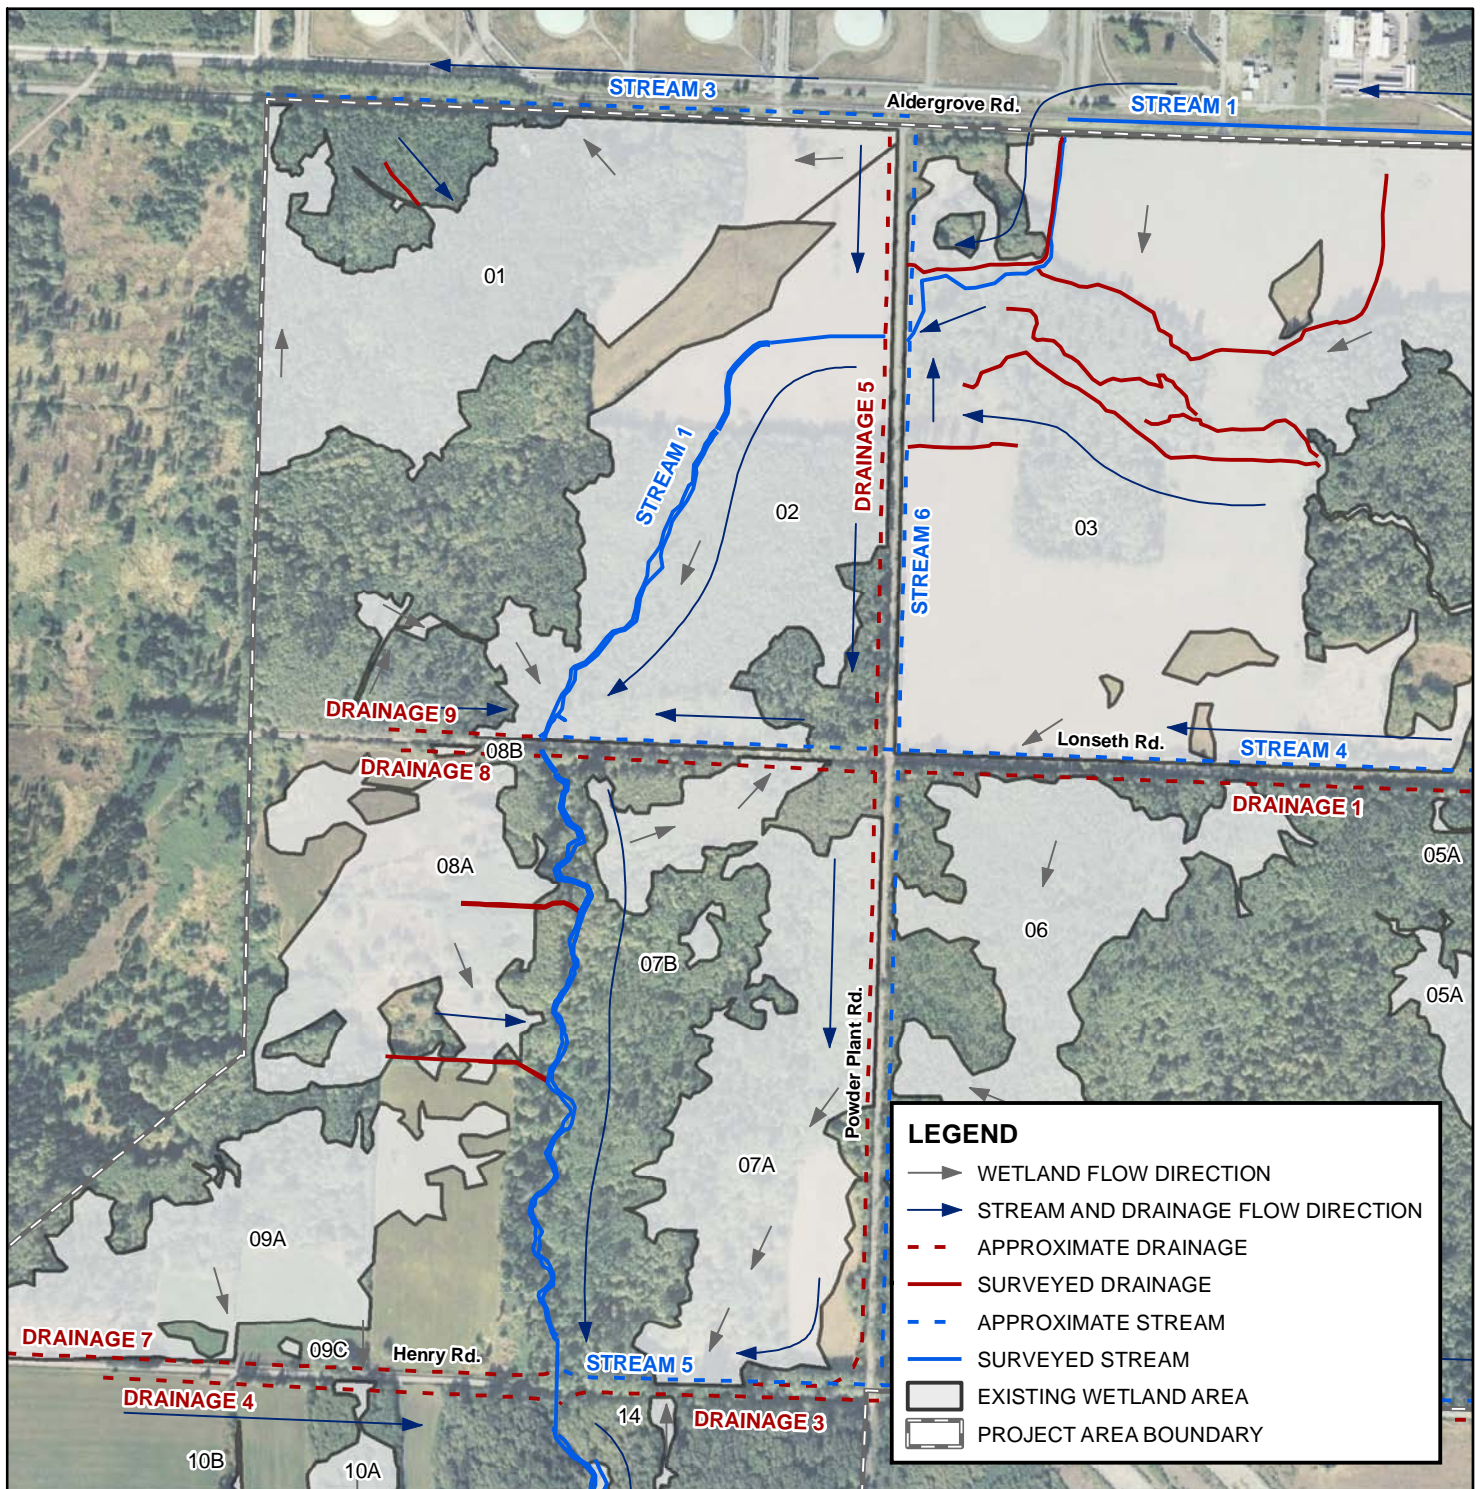 STREAM 3
Aldergrove Rd.
STREAM 1
01
DRAINAGE 5
STREAM 1
02
03
STREAM 6
DRAINAGE 9
08B
Lonseth Rd.
STREAM 4
DRAINAGE 8
DRAINAGE 1
08A
05A
06
07B
05A
Powder Plant Rd.
07A
09A
DRAINAGE 7
09C
Henry Rd.
STREAM 5
DRAINAGE 4
14
DRAINAGE 3
10B
10A
LEGEND
WETLAND FLOW DIRECTION
STREAM AND DRAINAGE FLOW DIRECTION
APPROXIMATE DRAINAGE
SURVEYED DRAINAGE
APPROXIMATE STREAM
SURVEYED STREAM
EXISTING WETLAND AREA
PROJECT AREA BOUNDARY